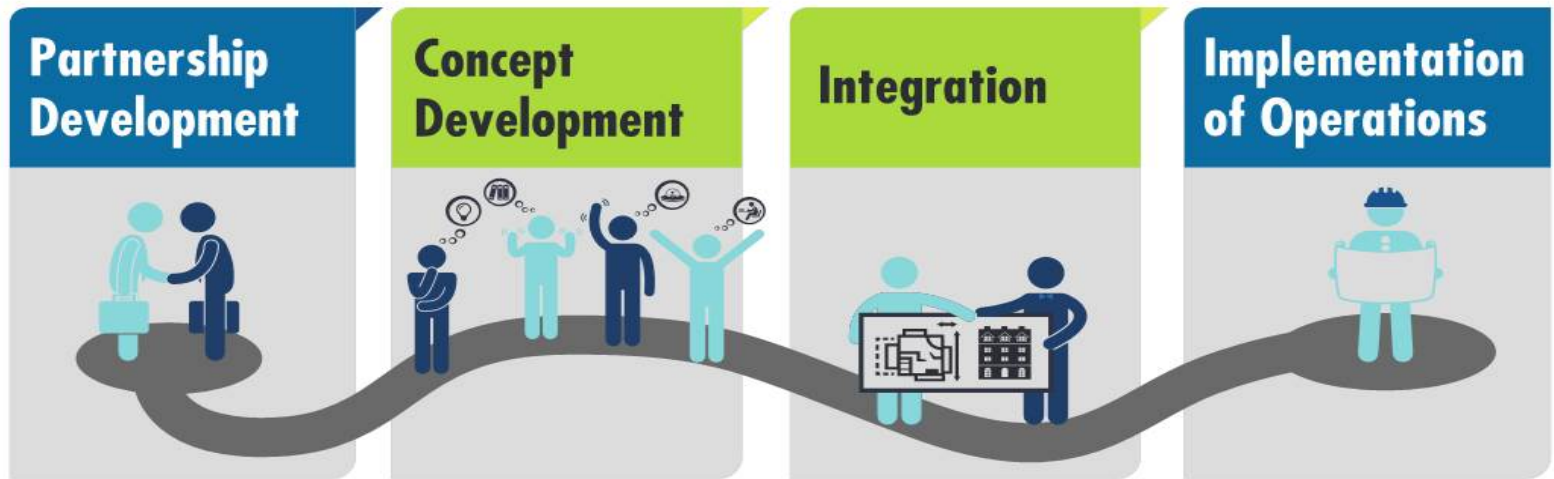 Partnership
Development
Concept
Development
Integration
Implementation
of Operations